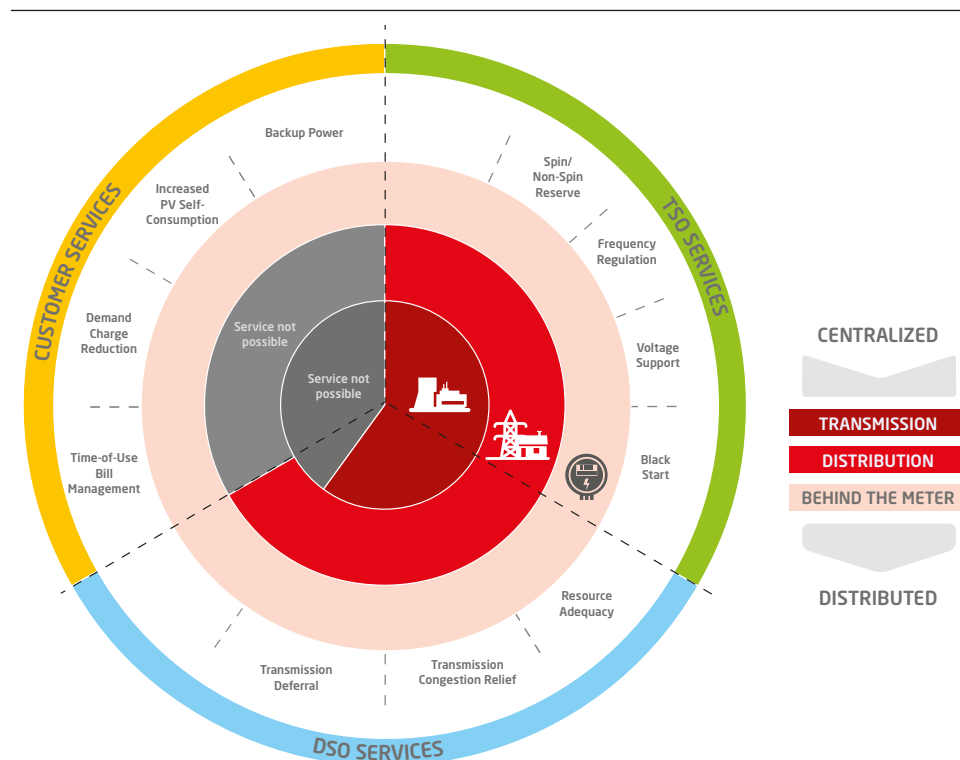 Backup Power
Spin/
Non-Spin
Reserve
Increased
PV Self-
Consumption
CUSTOMER SERVICES
TSO SERVICES
Frequency
Regulation
Demand
Charge
Reduction
Service not
possible
Service not
possible
Voltage
Support
Time-of-Use
Bill
Management
Black
Start
Resource
Adequacy
Transmission
Deferral
Transmission
Congestion Relief
DSO SERVICES
CENTRALIZED
TRANSMISSION
DISTRIBUTION
BEHIND THE METER
DISTRIBUTED